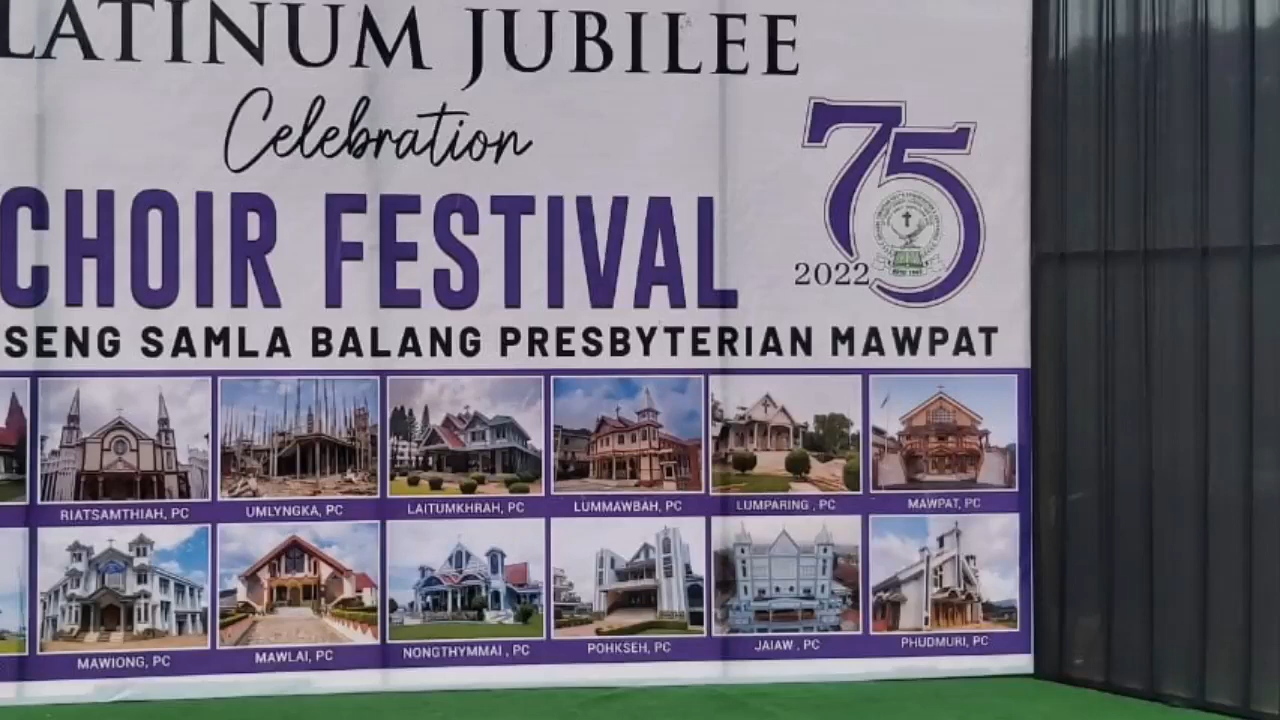 LATINUM JUBILEE
Celebration
CHOIR FESTIVAL
75
2022
SENG SAMLA BALANG PRESBYTERIAN MAWPAT
RIATSAMTHIAH, PC UMLYNGKA, PC LAITUMKHRAH, PC LUMMAWBAH, PC LUMPARING , PC MAWPAT, PC
MAWIONG, PC MAWLAI, PC NONGTHYMMAI , PC POHKSEH, PC JAIAW , PC PHUDMURI, PC